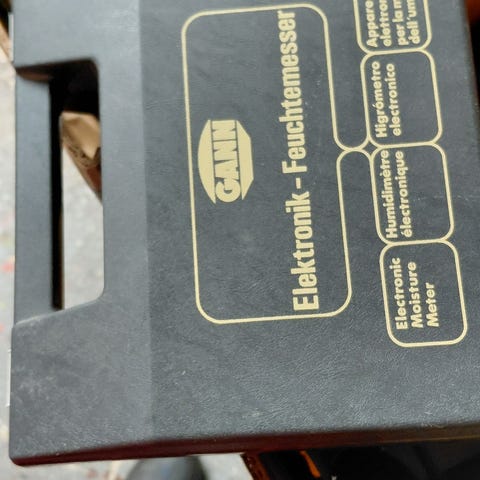 GANN
Elektronik-Feuchtemesser
Electronic
Moisture
Meter
Humidimètre
électronique
Higrómetro
electronico